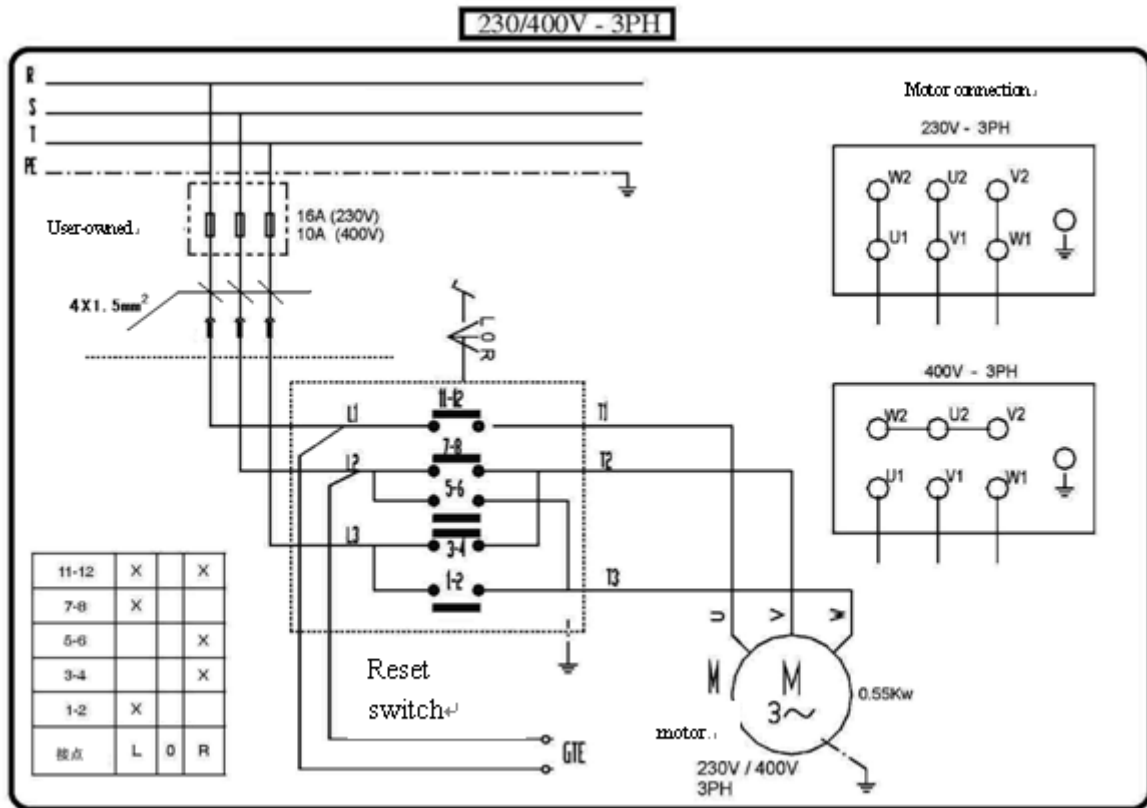 230/400V - 3PH
R
S
T
PE
User-owned
16A (230V)
10A (400V)
4X1.5mm²
L 0 R
11-12
L1
T1
7-8
L2
T2
5-6
L3
3-4
1-2
T3
Reset
switch
GTE
U
V
W
M
M
3~
0.55Kw
motor
230V / 400V
3PH
Motor connection
230V - 3PH
W2 U2 V2
U1 V1 W1
400V - 3PH
W2 U2 V2
U1 V1 W1
11-12 X X
7-8 X
5-6 X
3-4 X
1-2 X
接点 L 0 R